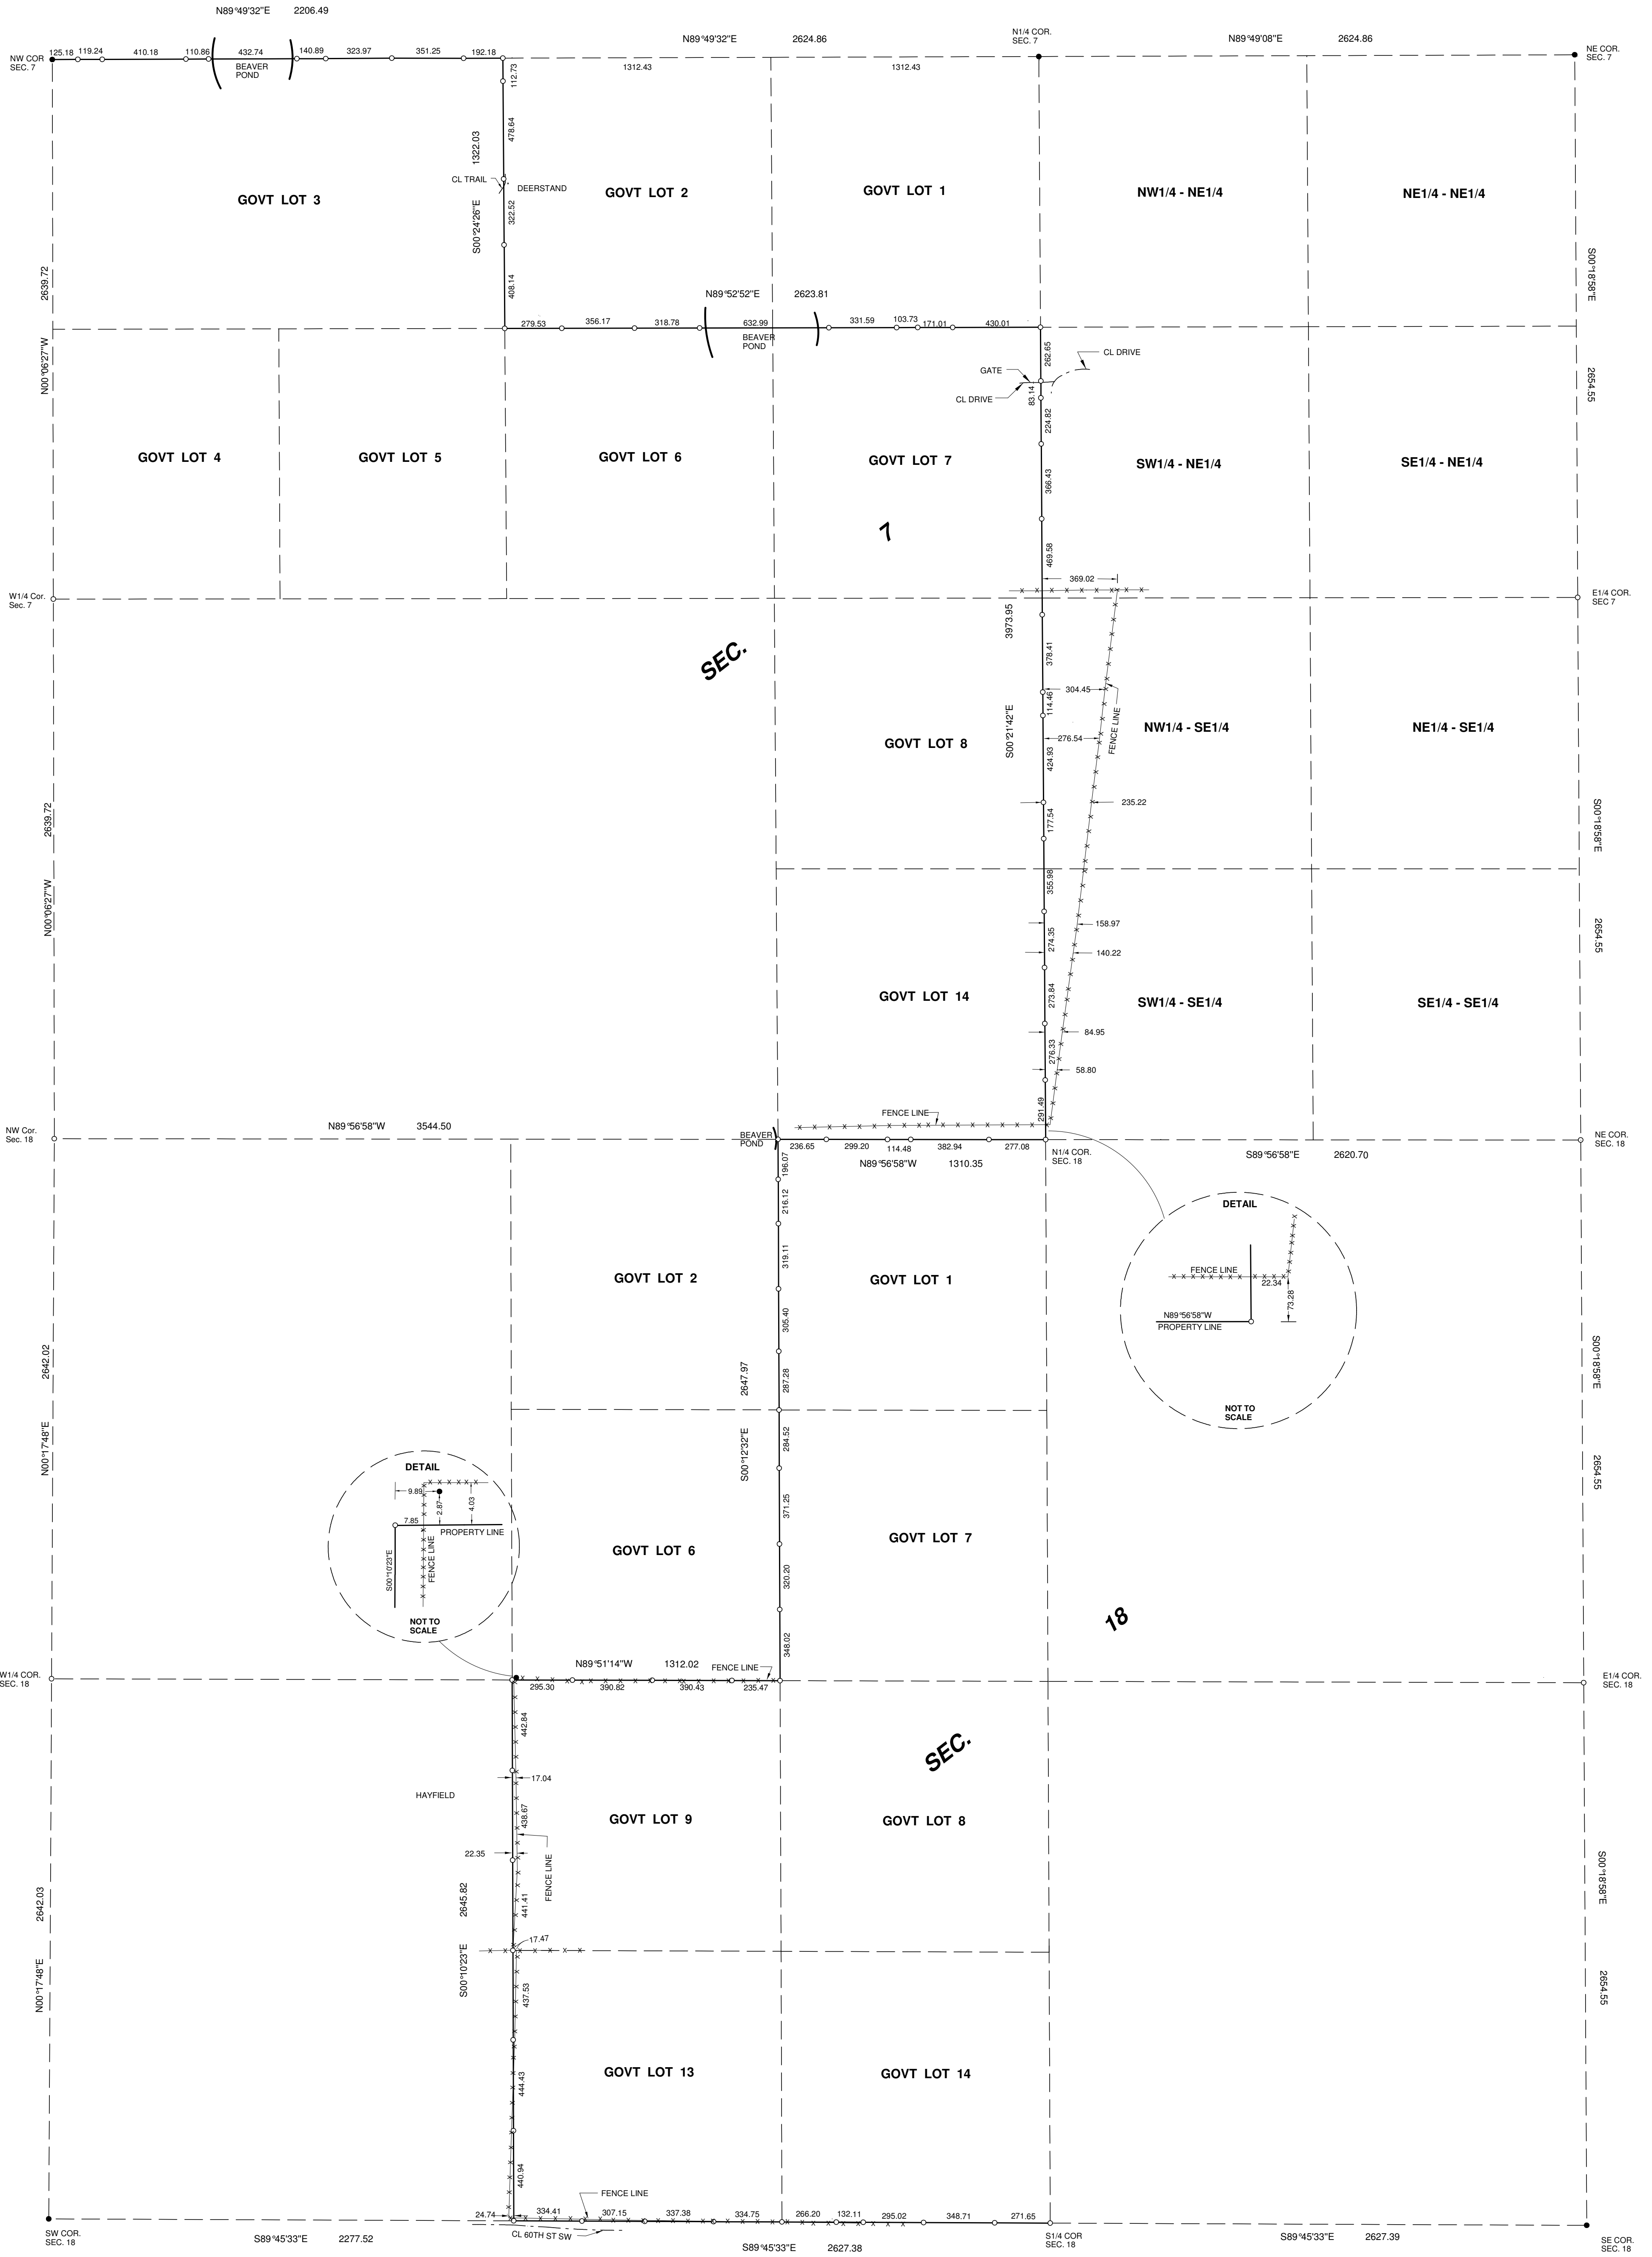 N89°49'32"E 2206.49
N89°49'32"E 2624.86
N1/4 COR.
SEC. 7
N89°49'08"E 2624.86
NE COR.
SEC. 7
NW COR
SEC. 7
125.18 119.24 410.18 110.86 432.74 140.89 323.97 351.25 192.18
BEAVER
POND
1312.43 1312.43
112.73
478.64
1322.03
S00°24'26"E
CL TRAIL
DEERSTAND
322.52
408.14
GOVT LOT 3
GOVT LOT 2
GOVT LOT 1
NW1/4 - NE1/4
NE1/4 - NE1/4
2639.72
N00°06'27"W
S00°18'58"E
2654.55
N89°52'52"E 2623.81
279.53 356.17 318.78 632.99 331.59 103.73 171.01 430.01
BEAVER
POND
262.65
CL DRIVE
GATE
CL DRIVE
83.14
224.82
366.43
469.58
GOVT LOT 4
GOVT LOT 5
GOVT LOT 6
GOVT LOT 7
SW1/4 - NE1/4
SE1/4 - NE1/4
7
369.02
W1/4 Cor.
Sec. 7
E1/4 COR.
SEC 7
SEC.
3973.95
S00°21'42"E
378.41
304.45
114.46
276.54
FENCE LINE
424.93
235.22
177.54
GOVT LOT 8
NW1/4 - SE1/4
NE1/4 - SE1/4
2639.72
N00°06'27"W
S00°18'58"E
2654.55
355.98
158.97
274.35
140.22
273.84
84.95
276.33
58.80
291.49
GOVT LOT 14
SW1/4 - SE1/4
SE1/4 - SE1/4
FENCE LINE
NW Cor.
Sec. 18
N89°56'58"W 3544.50
BEAVER
POND
236.65 299.20 114.48 382.94 277.08
N89°56'58"W 1310.35
N1/4 COR.
SEC. 18
S89°56'58"E 2620.70
NE COR.
SEC. 18
196.07
216.12
319.11
305.40
287.28
2647.97
S00°12'32"E
284.52
371.25
320.20
348.02
GOVT LOT 2
GOVT LOT 1
DETAIL
FENCE LINE
22.34
73.28
N89°56'58"W
PROPERTY LINE
NOT TO
SCALE
2642.02
N00°17'48"E
S00°18'58"E
2654.55
DETAIL
9.89
2.87
4.03
7.85
PROPERTY LINE
S00°10'23"E
FENCE LINE
NOT TO
SCALE
GOVT LOT 6
GOVT LOT 7
18
W1/4 COR.
SEC. 18
N89°51'14"W 1312.02
FENCE LINE
295.30 390.82 390.43 235.47
E1/4 COR.
SEC. 18
SEC.
442.84
17.04
HAYFIELD
438.67
22.35
FENCE LINE
441.41
2645.82
S00°10'23"E
17.47
437.53
444.43
440.94
GOVT LOT 9
GOVT LOT 8
2642.03
N00°17'48"E
S00°18'58"E
2654.55
GOVT LOT 13
GOVT LOT 14
FENCE LINE
24.74 334.41 307.15 337.38 334.75 266.20 132.11 295.02 348.71 271.65
CL 60TH ST SW
SW COR.
SEC. 18
S89°45'33"E 2277.52
S89°45'33"E 2627.38
S1/4 COR
SEC. 18
S89°45'33"E 2627.39
SE COR.
SEC. 18